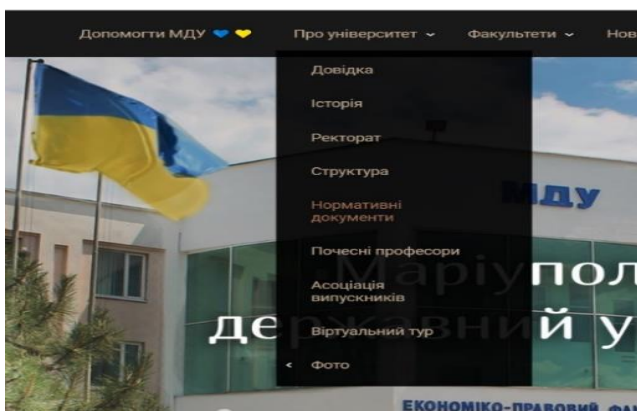 Допомогти МДУ 💙 💛 Про університет Факультети Нов
Довідка
Історія
Ректорат
Структура
Нормативні
документи
МДУ
Почесні професори
Маріупол
Асоціація
випускників
державний у
Віртуальний тур
Фото
ЕКОНОМІКО-ПРАВОВИЙ ФА